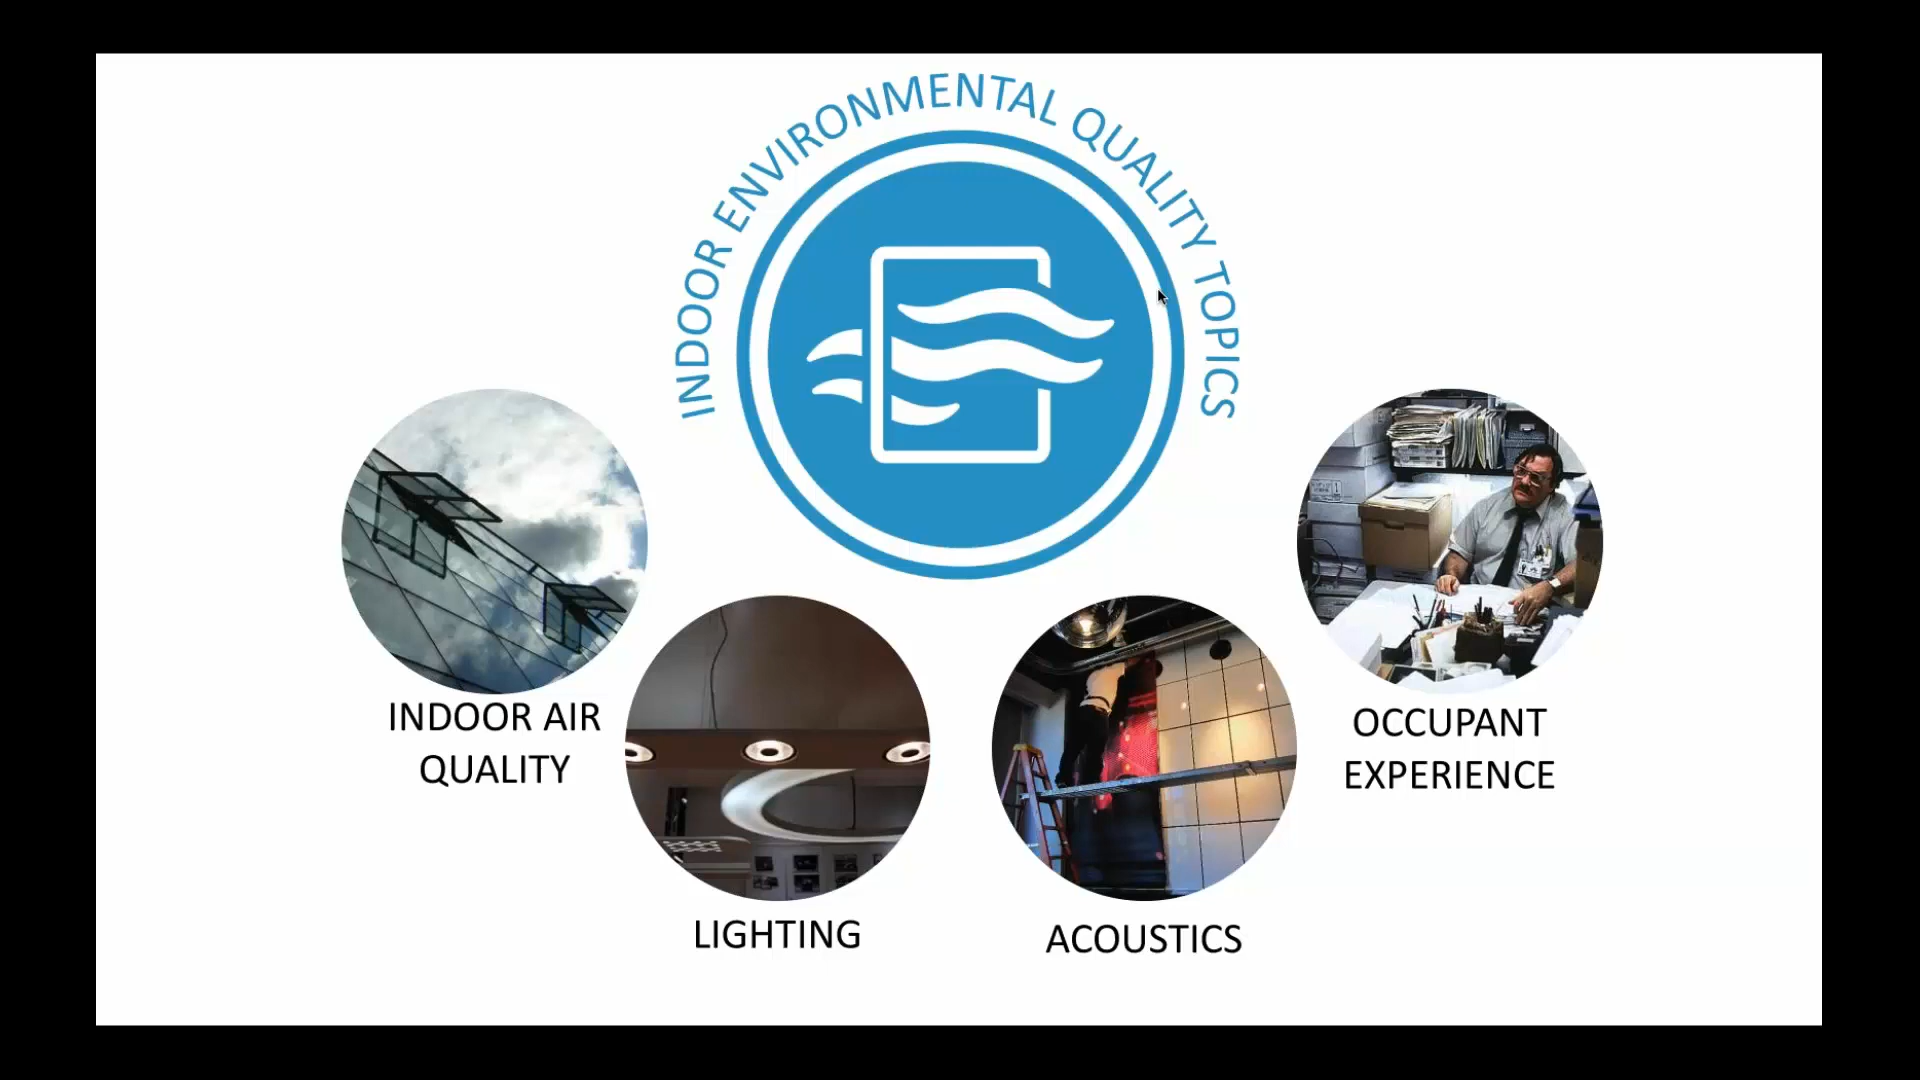 INDOOR ENVIRONMENTAL QUALITY TOPICS
INDOOR AIR
QUALITY
LIGHTING
ACOUSTICS
OCCUPANT
EXPERIENCE